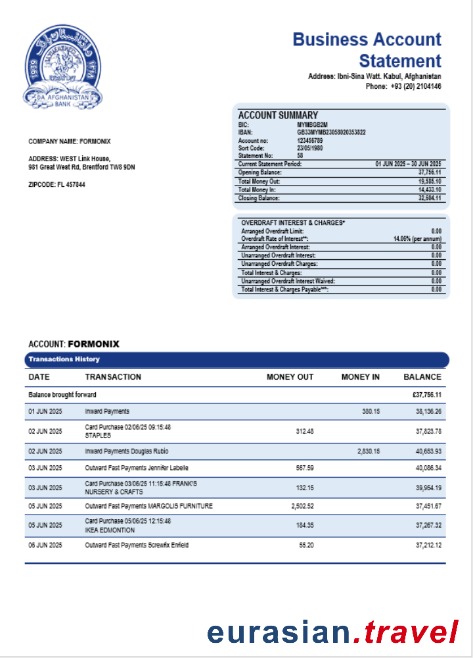 1939
DA AFGHANISTAN
BANK
Business Account
Statement
Address: Ibni-Sina Watt. Kabul, Afghanistan
Phone: +93 (20) 2104146
COMPANY NAME: FORMONIX
ADDRESS: WEST Link House,
981 Great West Rd, Brentford TW8 9DN
ZIPCODE: FL 457844
ACCOUNT SUMMARY
BIC: MYMBGB2M
IBAN: GB33MYMB23058020353822
Account no: 123456789
Sort Code: 23/05/1980
Statement No: 58
Current Statement Period: 01 JUN 2025 – 30 JUN 2025
Opening Balance: 37,756.11
Total Money Out: 19,585.10
Total Money In: 14,433.10
Closing Balance: 32,604.11
OVERDRAFT INTEREST & CHARGES*
Arranged Overdraft Limit: 0.00
Overdraft Rate of Interest**: 14.05% (per annum)
Arranged Overdraft Interest: 0.00
Unarranged Overdraft Interest: 0.00
Unarranged Overdraft Charges: 0.00
Total Interest & Charges: 0.00
Unarranged Overdraft Interest Waived: 0.00
Total Interest & Charges Payable***: 0.00
ACCOUNT: FORMONIX
Transactions History
DATE TRANSACTION MONEY OUT MONEY IN BALANCE
Balance brought forward £37,756.11
01 JUN 2025 Inward Payments 380.15 38,136.26
02 JUN 2025 Card Purchase 02/06/25 09:15:48 STAPLES 312.48 37,823.78
02 JUN 2025 Inward Payments Douglas Rubio 2,830.15 40,653.93
03 JUN 2025 Outward Fast Payments Jennifer Labelle 567.59 40,086.34
03 JUN 2025 Card Purchase 03/06/25 11:15:48 FRANK'S NURSERY & CRAFTS 132.15 39,954.19
05 JUN 2025 Outward Fast Payments MARGOLIS FURNITURE 2,502.52 37,451.67
05 JUN 2025 Card Purchase 05/06/25 12:15:48 IKEA EDMONTION 184.35 37,267.32
06 JUN 2025 Outward Fast Payments Screwfix Enfield 55.20 37,212.12
eurasian.travel